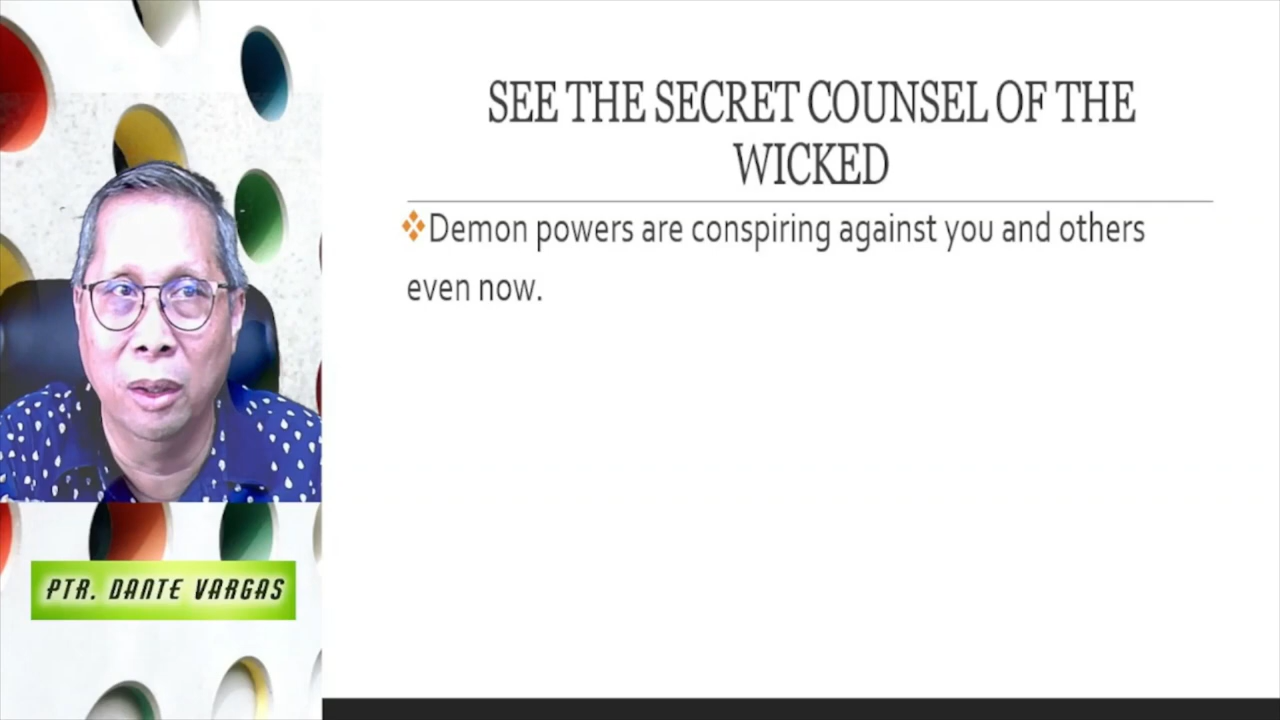 SEE THE SECRET COUNSEL OF THE
WICKED
❖Demon powers are conspiring against you and others
even now.
PTR. DANTE VARGAS